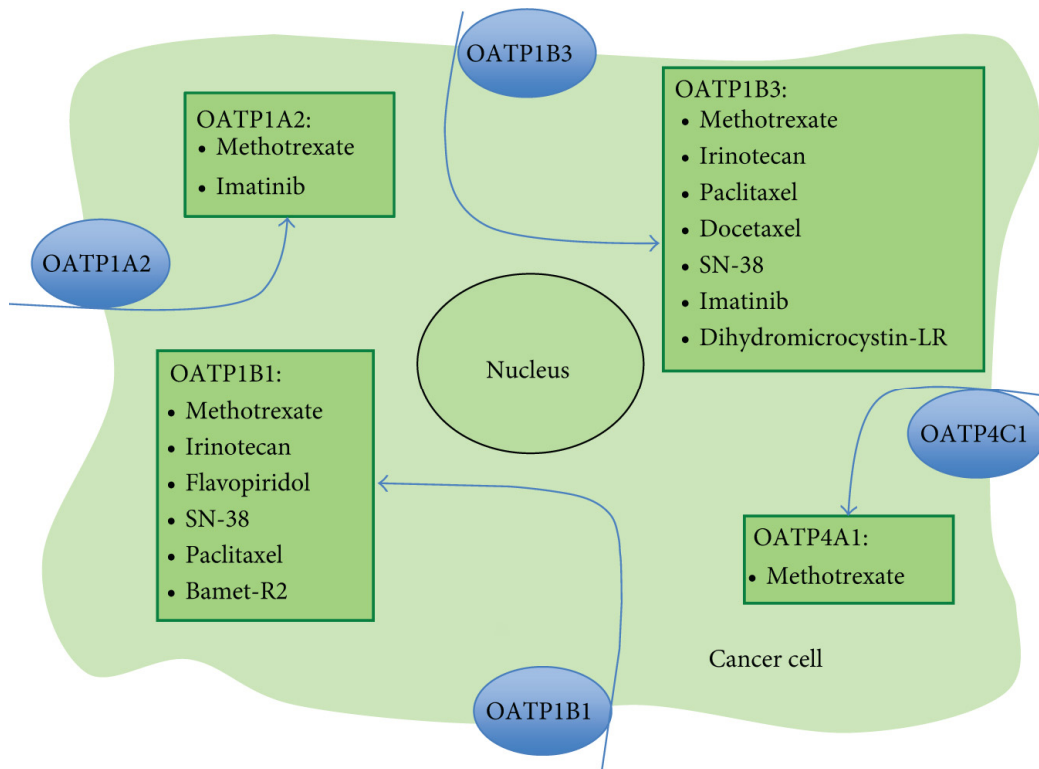 OATP1B3
OATP1A2:
• Methotrexate
• Imatinib
OATP1B3:
• Methotrexate
• Irinotecan
• Paclitaxel
• Docetaxel
• SN-38
• Imatinib
• Dihydromicrocystin-LR
OATP1A2
Nucleus
OATP1B1:
• Methotrexate
• Irinotecan
• Flavopiridol
• SN-38
• Paclitaxel
• Bamet-R2
OATP4C1
OATP4A1:
• Methotrexate
Cancer cell
OATP1B1